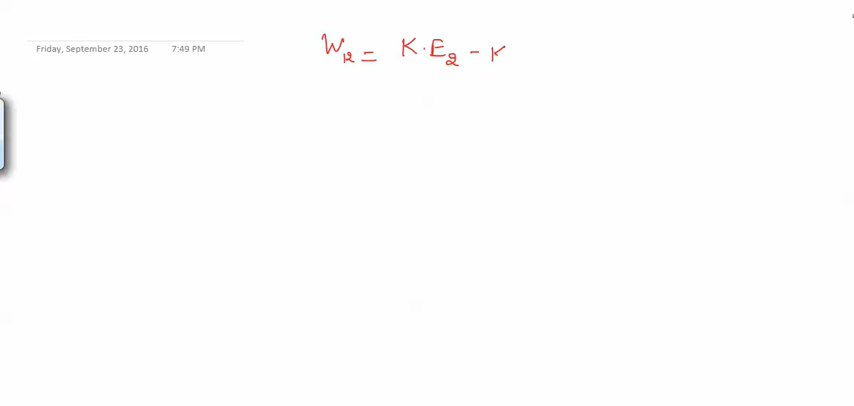 W₁₂ = K.E₂ - K
Friday, September 23, 2016 7:49 PM